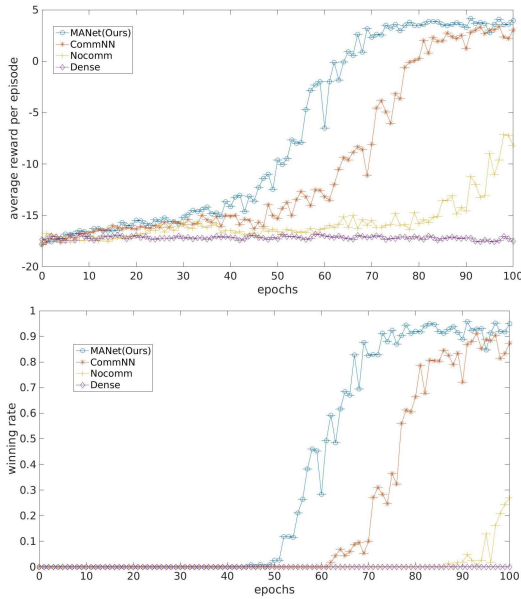 5
0
-5
-10
-15
-20
average reward per episode
MANet(Ours)
CommNN
Nocomm
Dense
0 10 20 30 40 50 60 70 80 90 100
epochs
1
0.9
0.8
0.7
0.6
0.5
0.4
0.3
0.2
0.1
0
winning rate
MANet(Ours)
CommNN
Nocomm
Dense
0 10 20 30 40 50 60 70 80 90 100
epochs